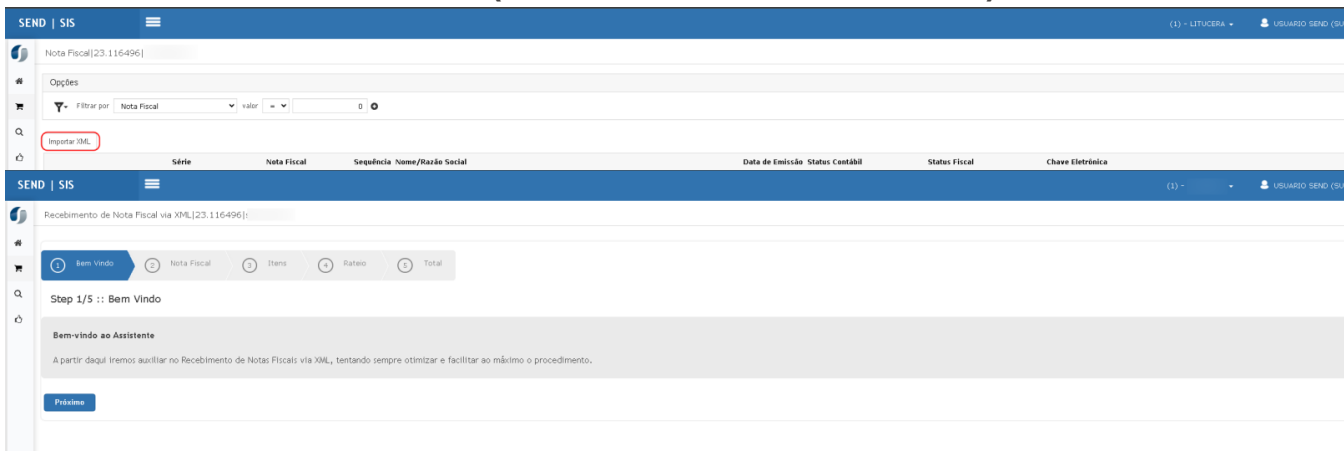 SEND | SIS
(1) - LITUCERA
USUARIO SEND (SU
Nota Fiscal|23.116496|
Opções
Filtrar por Nota Fiscal valor = 0
Importar XML
Série Nota Fiscal Sequência Nome/Razão Social Data de Emissão Status Contábil Status Fiscal Chave Eletrônica
SEND | SIS
(1) -
USUARIO SEND (SU
Recebimento de Nota Fiscal via XML|23.116496|
1 Bem Vindo 2 Nota Fiscal 3 Itens 4 Rateio 5 Total
Step 1/5 :: Bem Vindo
Bem-vindo ao Assistente
A partir daqui iremos auxiliar no Recebimento de Notas Fiscais via XML, tentando sempre otimizar e facilitar ao máximo o procedimento.
Próximo